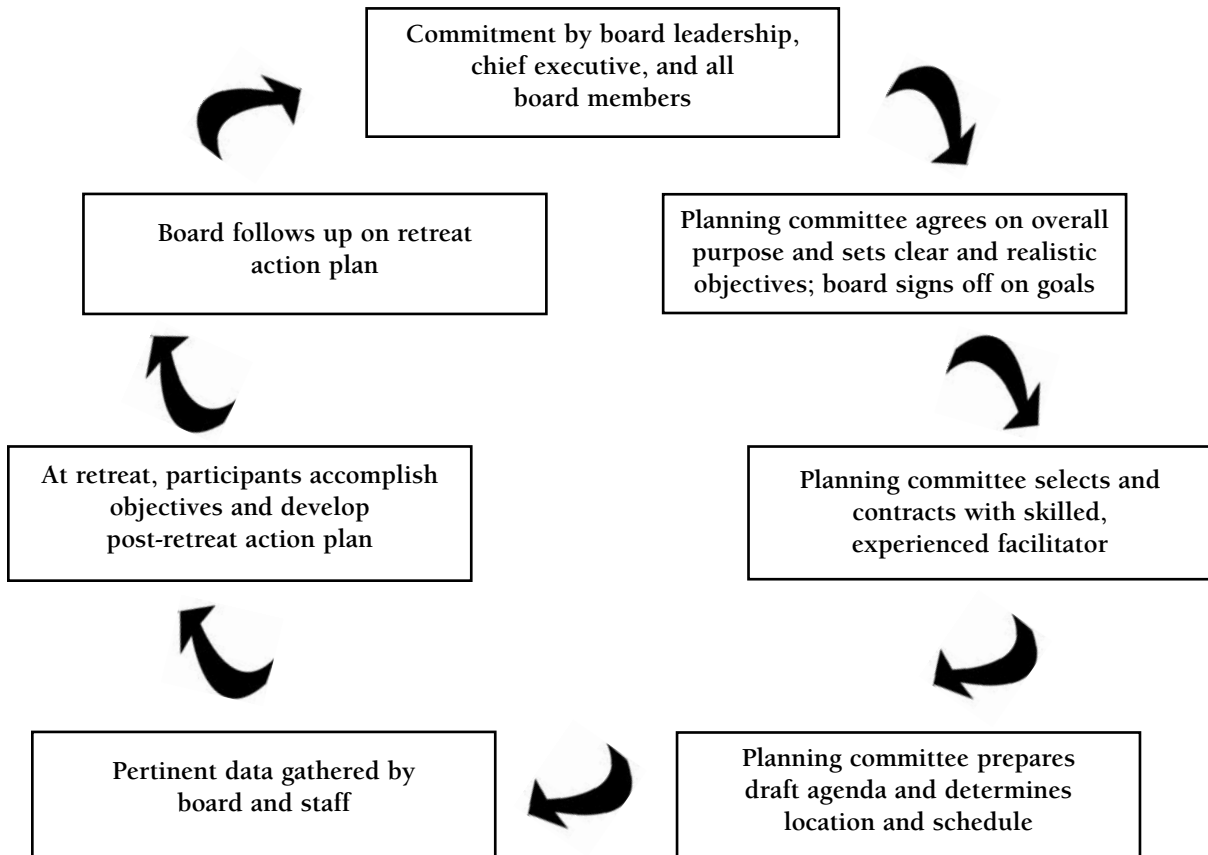 Commitment by board leadership,
chief executive, and all
board members
Planning committee agrees on overall
purpose and sets clear and realistic
objectives; board signs off on goals
Planning committee selects and
contracts with skilled,
experienced facilitator
Planning committee prepares
draft agenda and determines
location and schedule
Pertinent data gathered by
board and staff
At retreat, participants accomplish
objectives and develop
post-retreat action plan
Board follows up on retreat
action plan